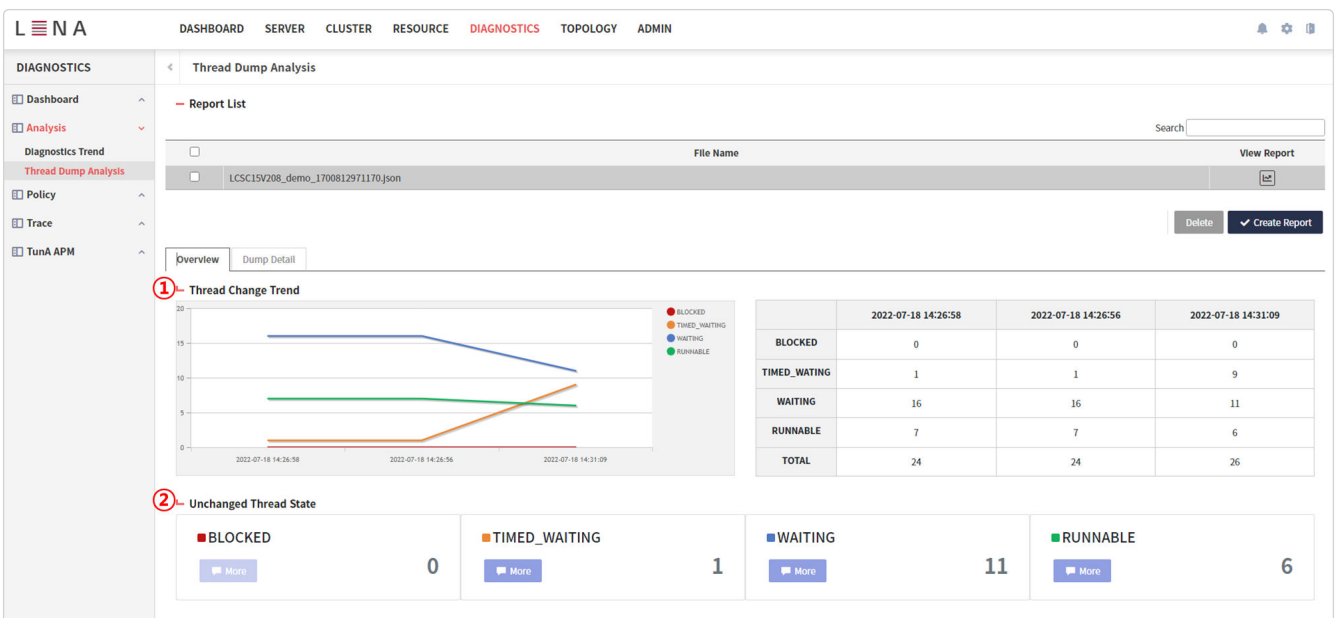 LENA
DASHBOARD SERVER CLUSTER RESOURCE DIAGNOSTICS TOPOLOGY ADMIN
DIAGNOSTICS
Dashboard
Analysis
Diagnostics Trend
Thread Dump Analysis
Policy
Trace
TunA APM
Thread Dump Analysis
Report List
Search
File Name View Report
LCSC15V208_demo_1700812971170.json
Delete Create Report
Overview Dump Detail
① Thread Change Trend
20
15
10
5
0
2022-07-18 14:26:58 2022-07-18 14:26:56 2022-07-18 14:31:09
BLOCKED
TIMED_WAITING
WAITING
RUNNABLE
2022-07-18 14:26:58 2022-07-18 14:26:56 2022-07-18 14:31:09
BLOCKED 0 0 0
TIMED_WATING 1 1 9
WAITING 16 16 11
RUNNABLE 7 7 6
TOTAL 24 24 26
② Unchanged Thread State
BLOCKED
More 0
TIMED_WAITING
More 1
WAITING
More 11
RUNNABLE
More 6